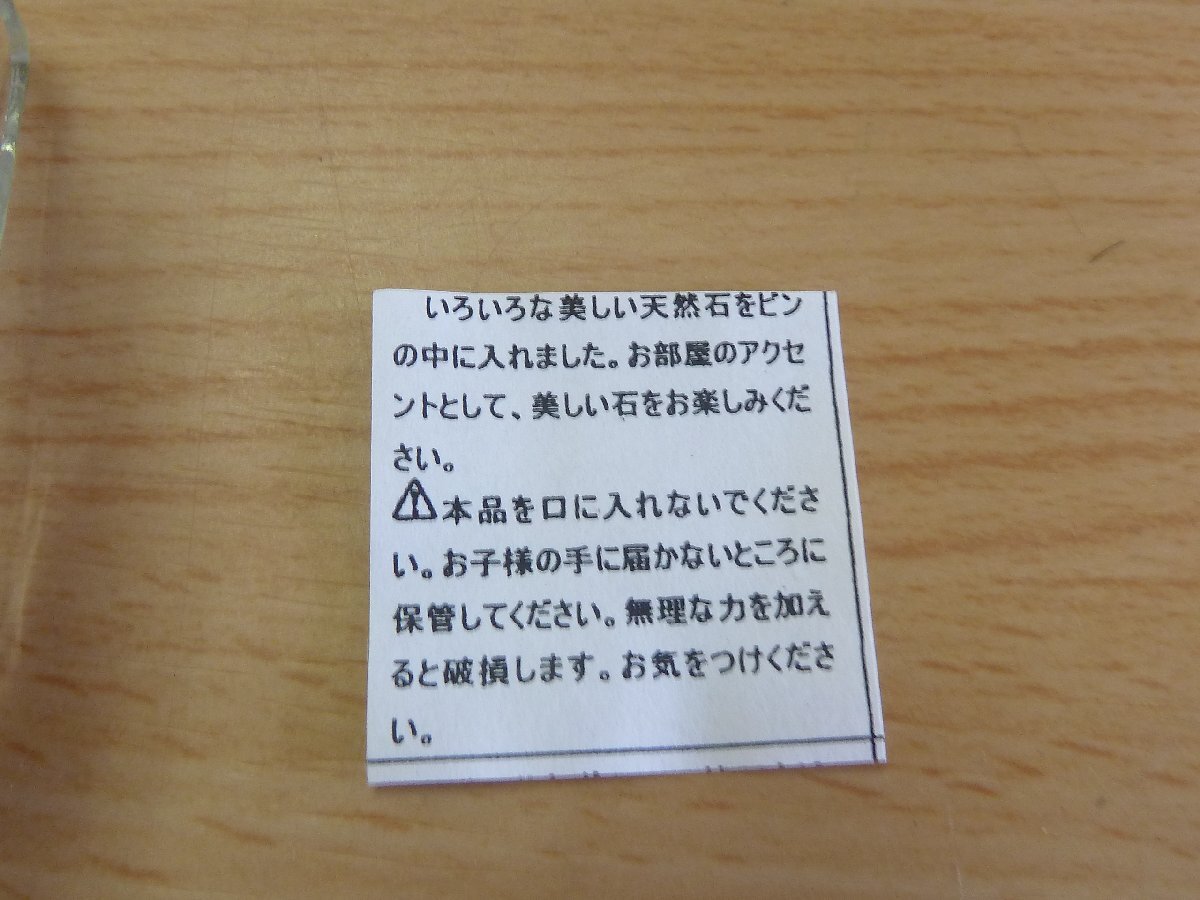 いろいろな美しい天然石をビン
の中に入れました。お部屋のアクセ
ントとして、美しい石をお楽しみくだ
さい。
⚠本品を口に入れないでくださ
い。お子様の手に届かないところに
保管してください。無理な力を加え
ると破損します。お気をつけくださ
い。